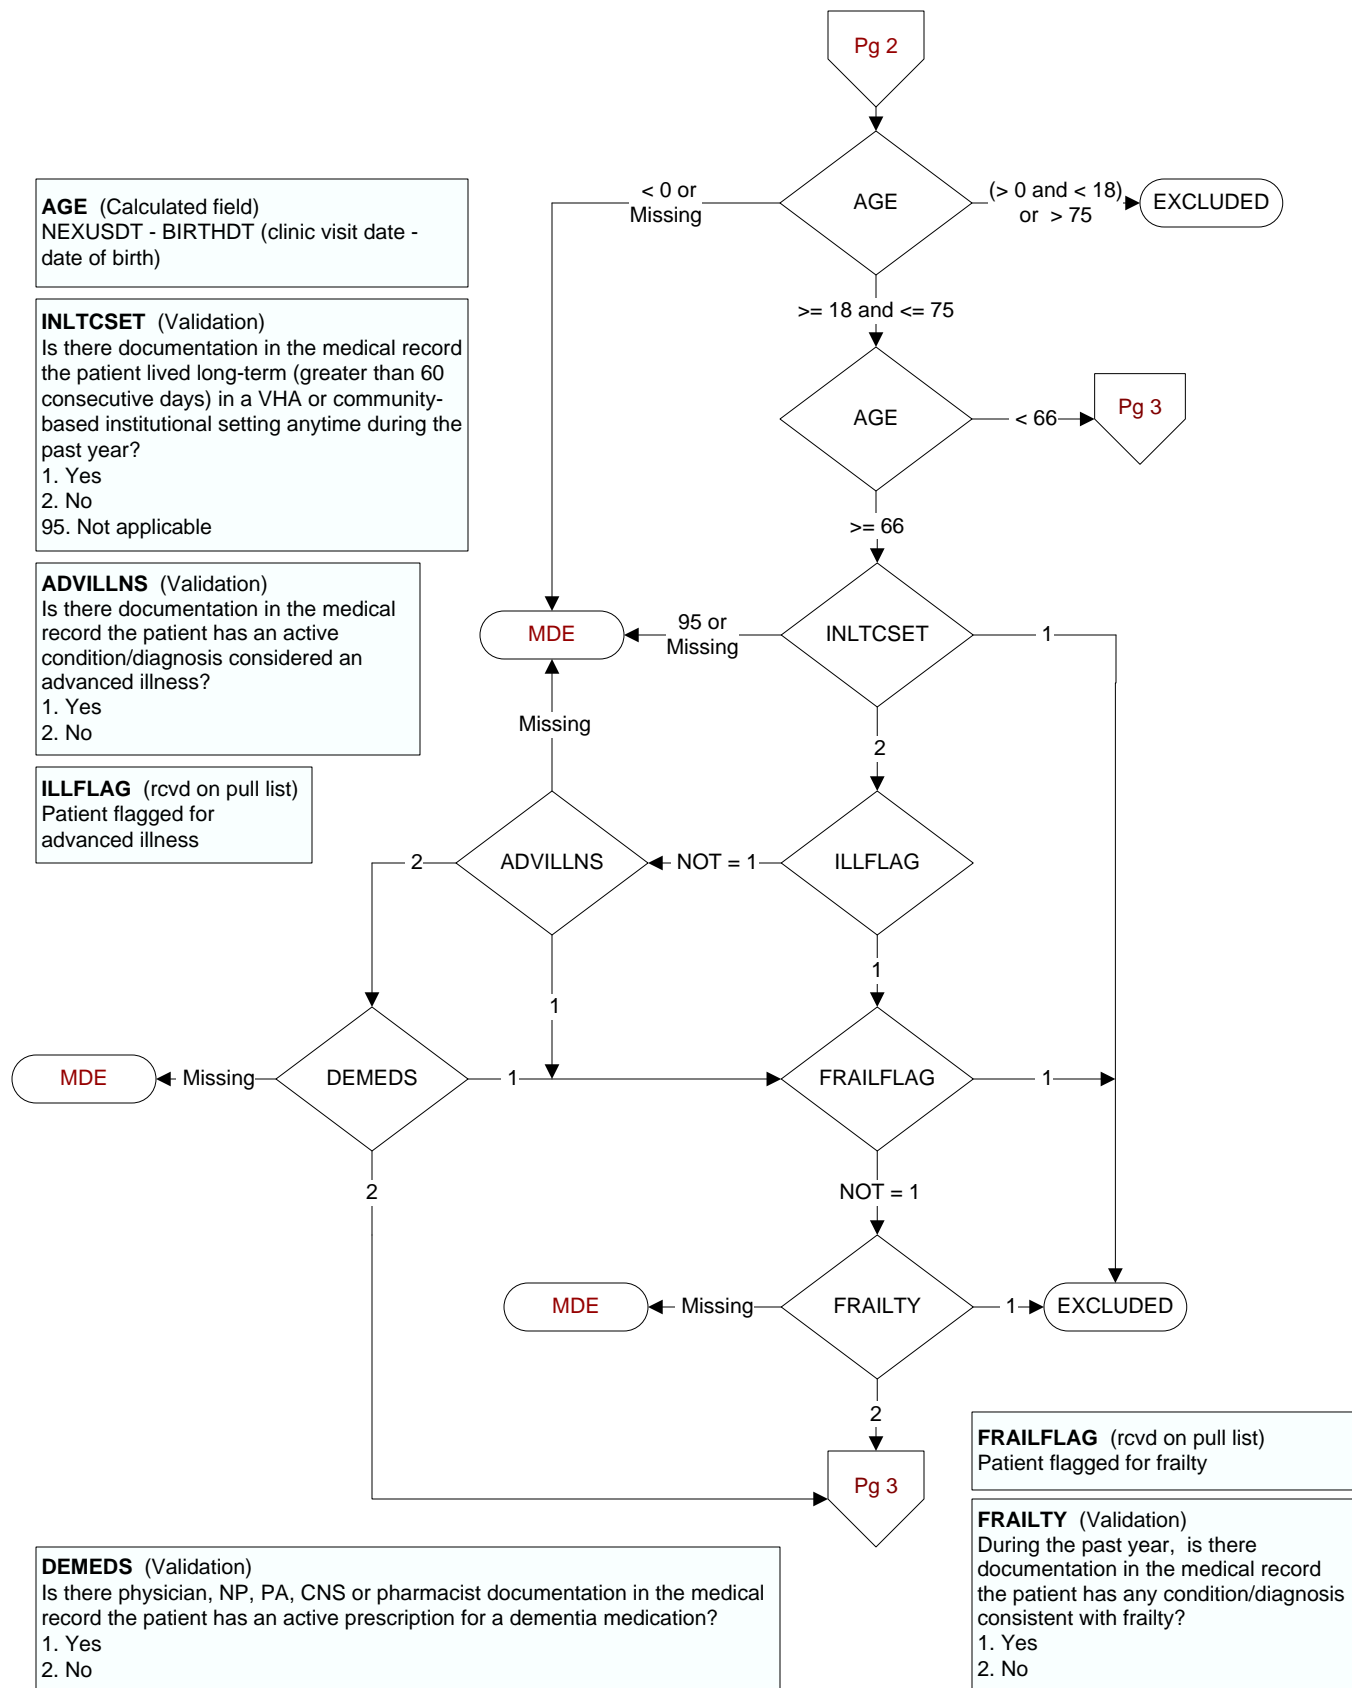 Pg 2
AGE
< 0 or
Missing
(> 0 and < 18)
or  > 75
EXCLUDED
AGE  (Calculated field)
NEXUSDT - BIRTHDT (clinic visit date -
date of birth)
>= 18 and <= 75
INLTCSET  (Validation)
Is there documentation in the medical record
the patient lived long-term (greater than 60
consecutive days) in a VHA or community-
based institutional setting anytime during the
past year?
1. Yes
2. No
95. Not applicable
AGE
< 66
Pg 3
>= 66
ADVILLNS  (Validation)
Is there documentation in the medical
record the patient has an active
condition/diagnosis considered an
advanced illness?
1. Yes
2. No
MDE
95 or
Missing
INLTCSET
1
Missing
2
ILLFLAG  (rcvd on pull list)
Patient flagged for
advanced illness
2
ADVILLNS
NOT = 1
ILLFLAG
1
1
MDE
Missing
DEMEDS
1
FRAILFLAG
1
2
NOT = 1
MDE
Missing
FRAILTY
1
EXCLUDED
2
Pg 3
FRAILFLAG  (rcvd on pull list)
Patient flagged for frailty
FRAILTY  (Validation)
During the past year,  is there
documentation in the medical record
the patient has any condition/diagnosis
consistent with frailty?
1. Yes
2. No
DEMEDS  (Validation)
Is there physician, NP, PA, CNS or pharmacist documentation in the medical
record the patient has an active prescription for a dementia medication?
1. Yes
2. No